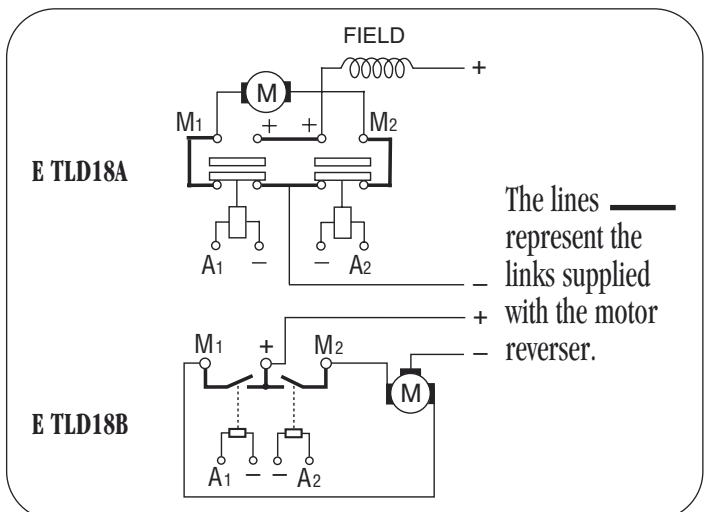 FIELD
+
M
M1 + + M2
E TLD18A
A1 – – A2
–
The lines
represent the
links supplied
with the motor
reverser.
+
–
M1 + M2
M
E TLD18B
A1 – – A2